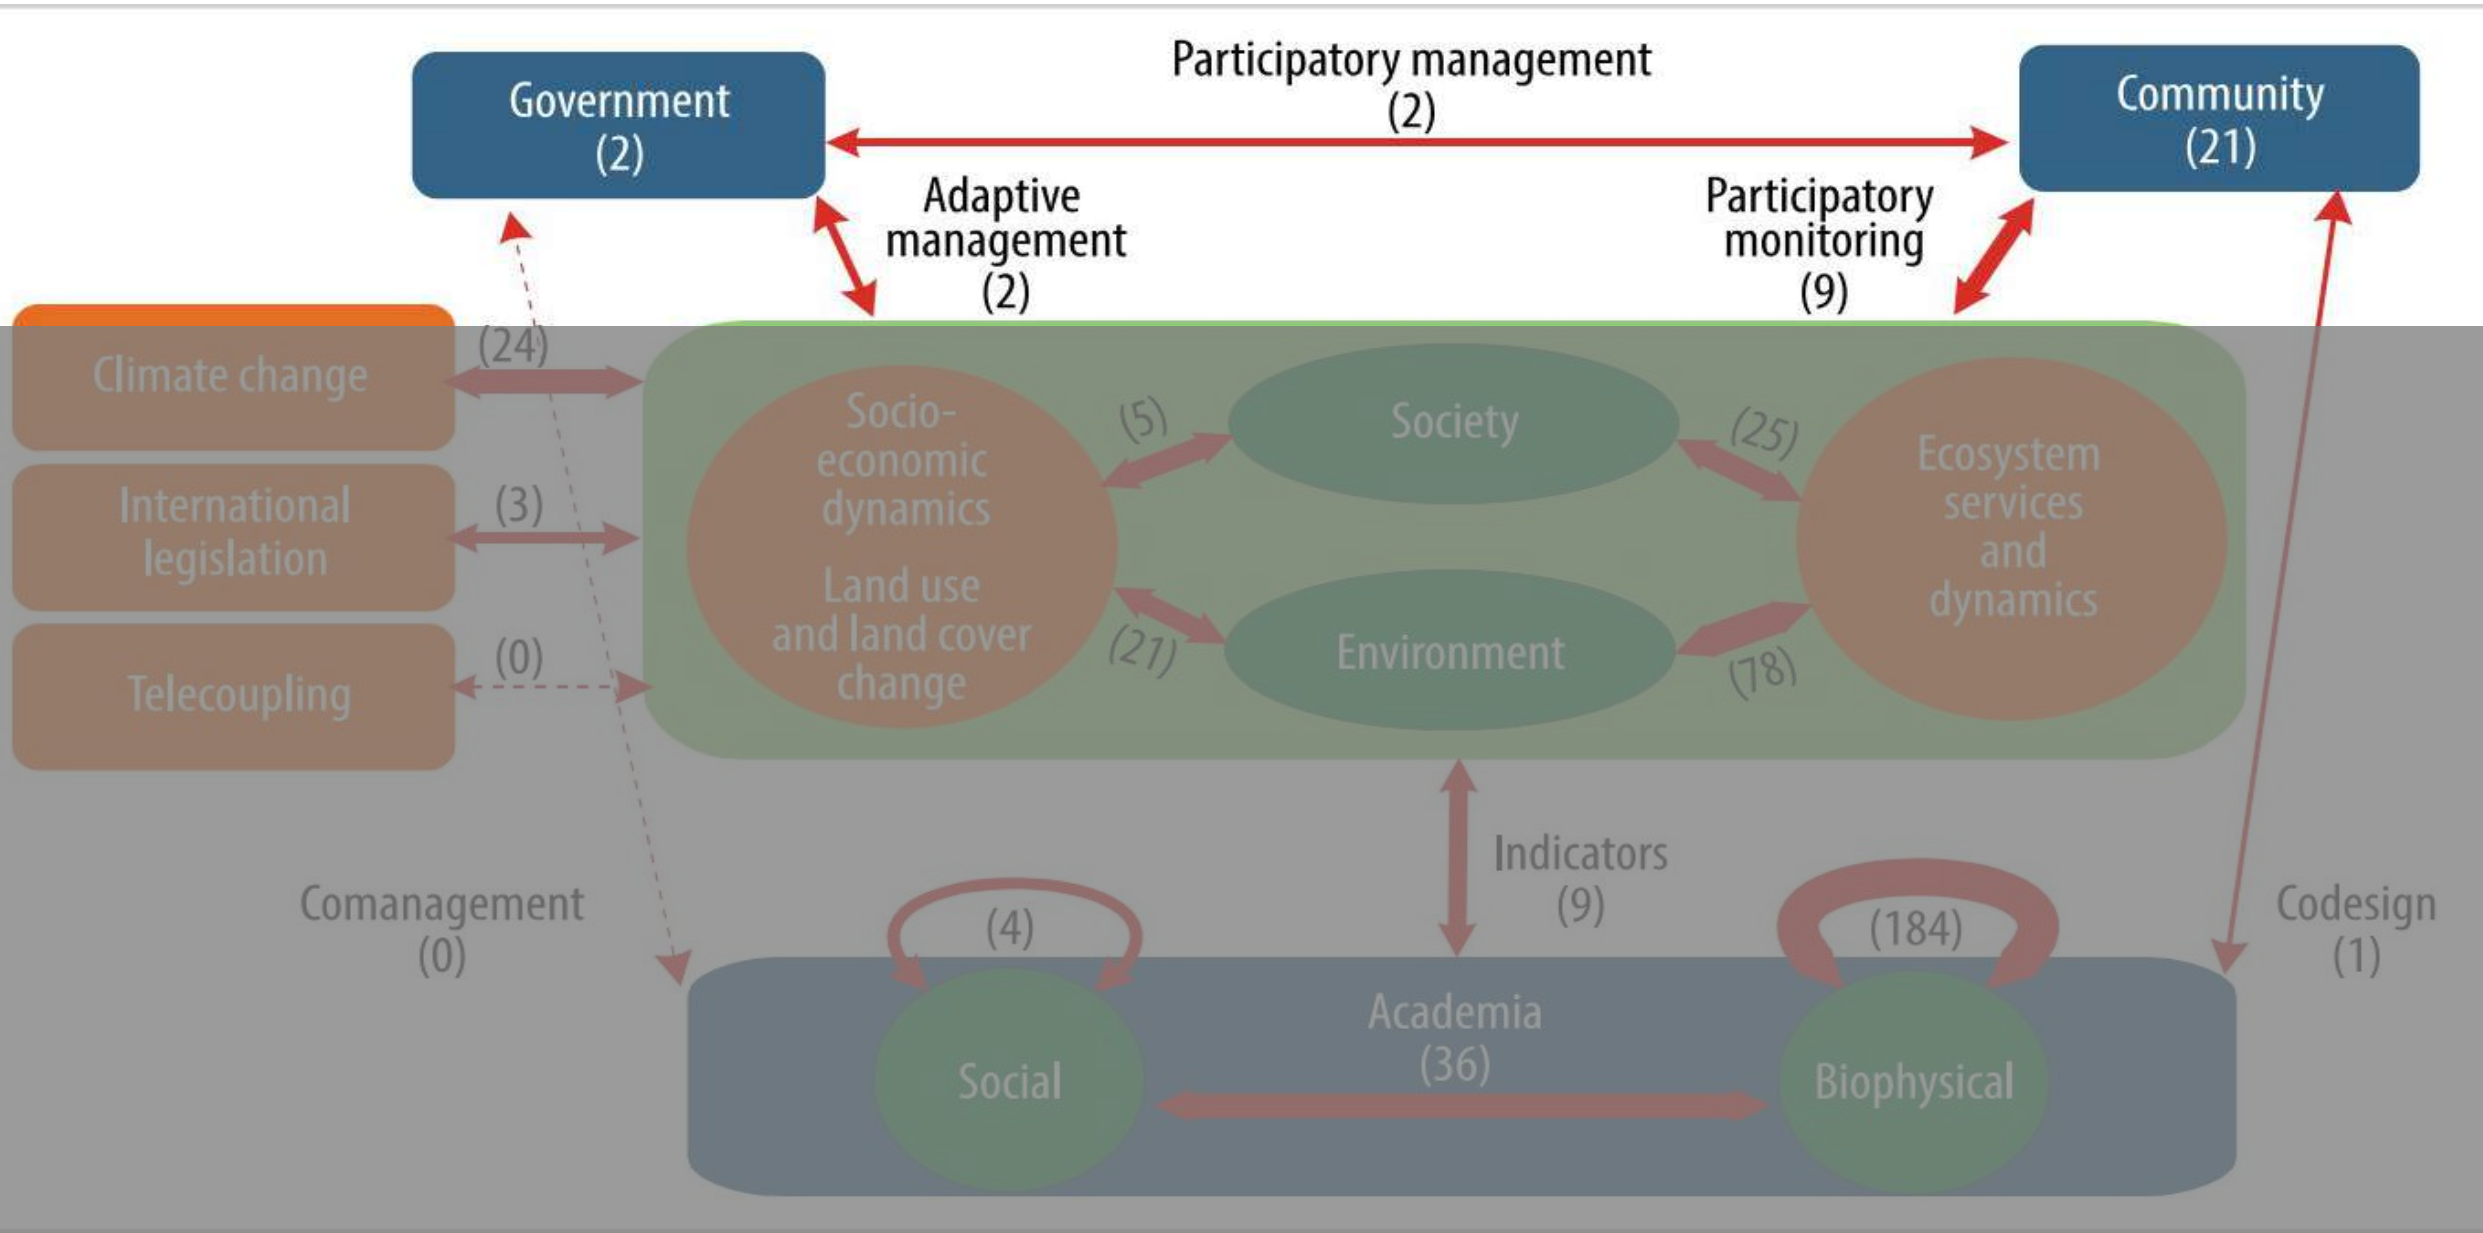 Participatory management
(2)
Government
(2)
Community
(21)
Adaptive
management
(2)
Participatory
monitoring
(9)
Climate change
(24)
International
legislation
(3)
Telecoupling
(0)
Socio-
economic
dynamics
Land use
and land cover
change
(5)
(21)
Society
Environment
(25)
(78)
Ecosystem
services
and
dynamics
Comanagement
(0)
Indicators
(9)
Codesign
(1)
(4)
(184)
Academia
(36)
Social
Biophysical